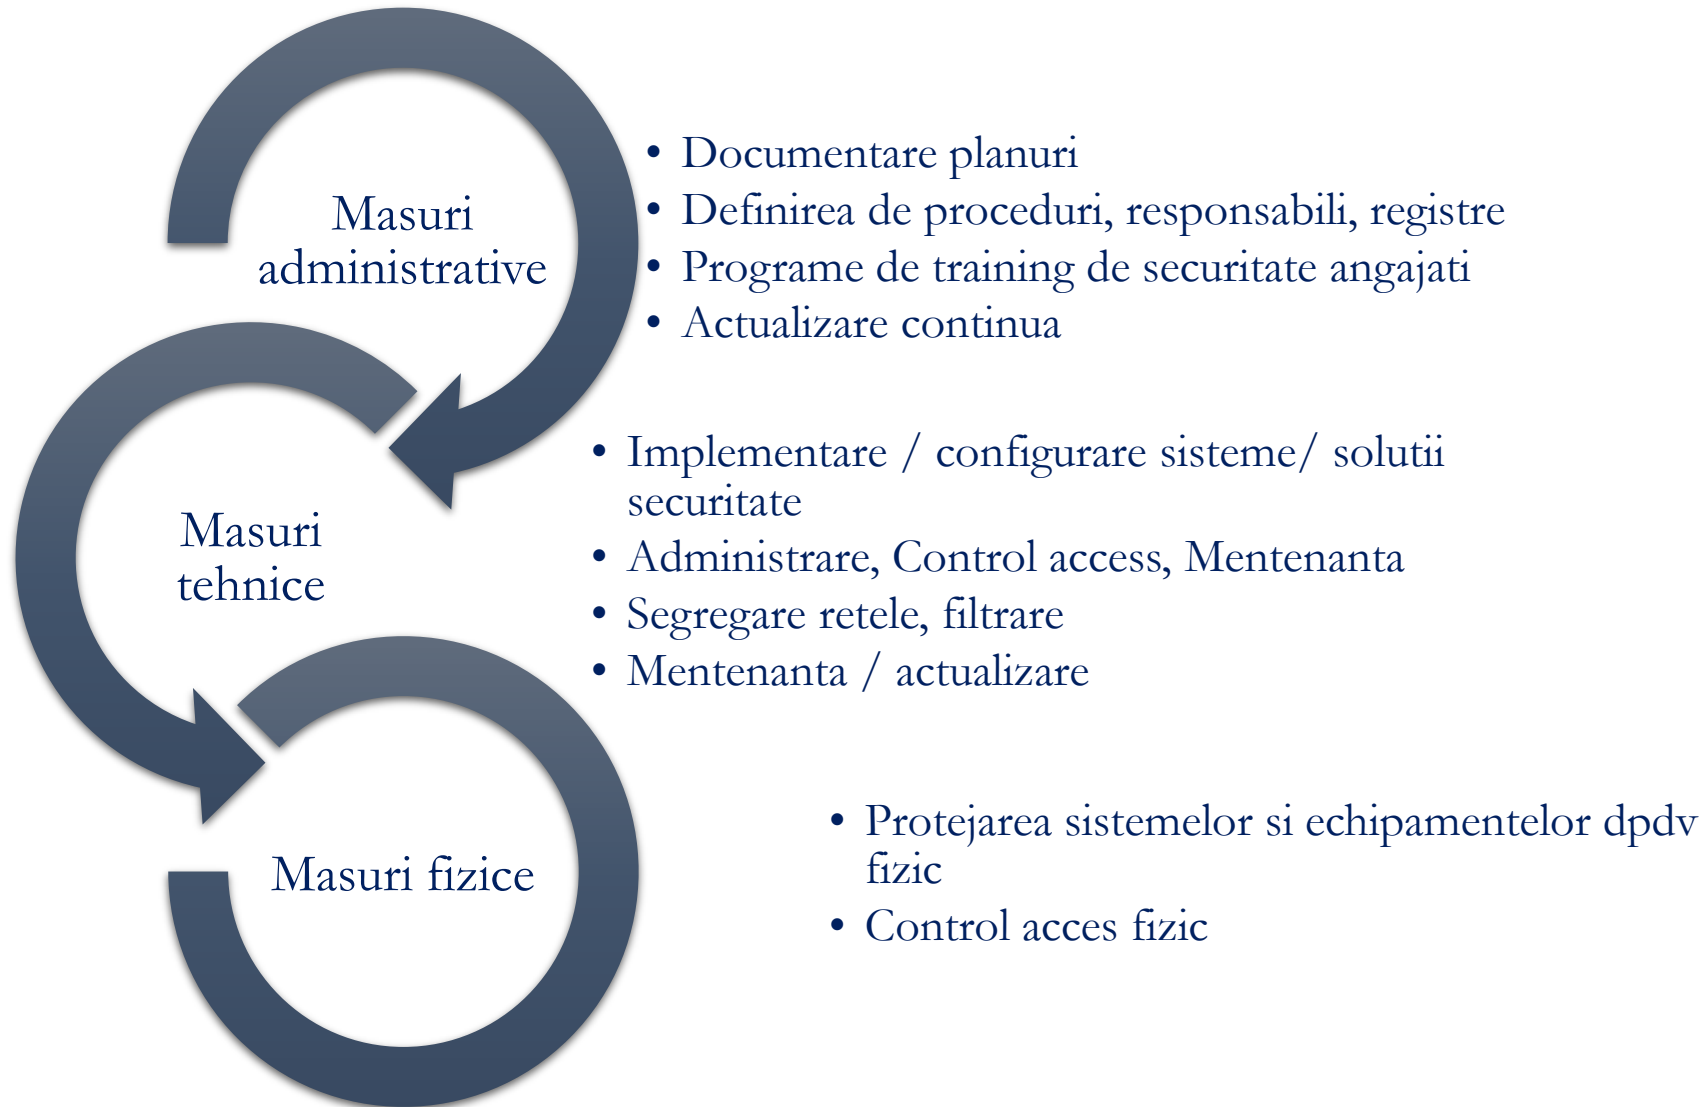 Masuri
administrative
• Documentare planuri
• Definirea de proceduri, responsabili, registre
• Programe de training de securitate angajati
• Actualizare continua
Masuri
tehnice
• Implementare / configurare sisteme/ solutii
securitate
• Administrare, Control access, Mentenanta
• Segregare retele, filtrare
• Mentenanta / actualizare
Masuri fizice
• Protejarea sistemelor si echipamentelor dpdv
fizic
• Control acces fizic